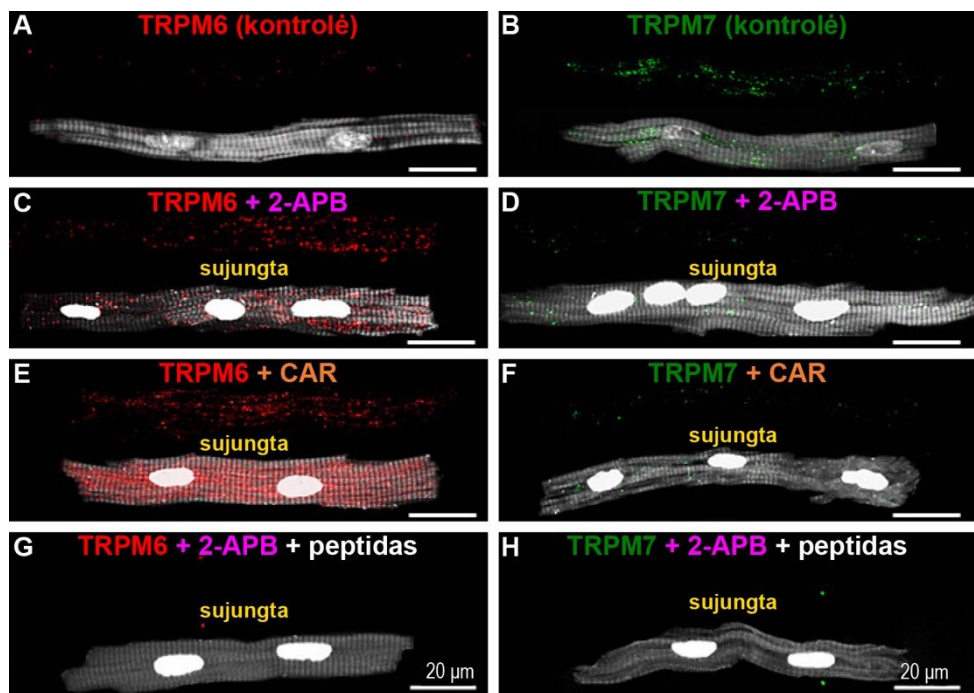 A TRPM6 (kontrolė)
B TRPM7 (kontrolė)
C TRPM6 + 2-APB
sujungta
D TRPM7 + 2-APB
sujungta
E TRPM6 + CAR
sujungta
F TRPM7 + CAR
sujungta
G TRPM6 + 2-APB + peptidas
sujungta
20 µm
H TRPM7 + 2-APB + peptidas
sujungta
20 µm